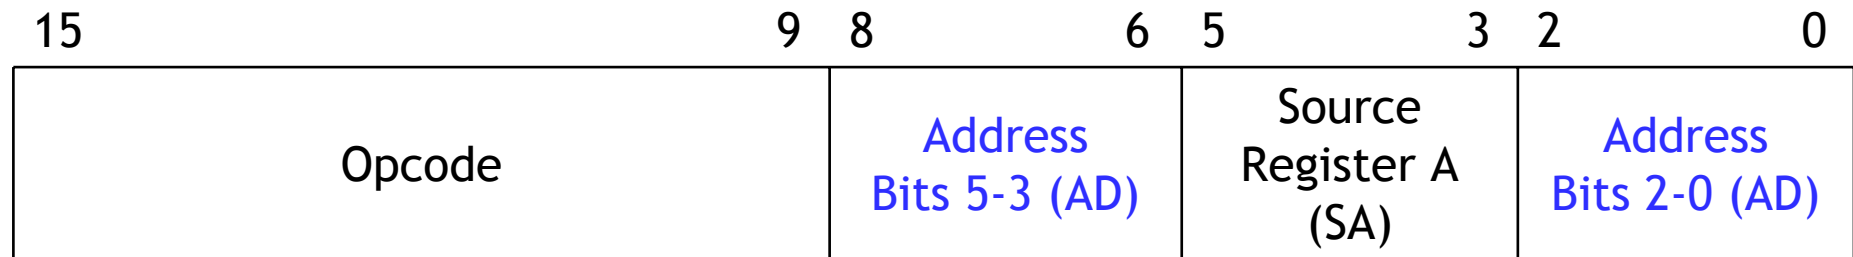 15 9 8 6 5 3 2 0
Opcode
Address
Bits 5-3 (AD)
Source
Register A
(SA)
Address
Bits 2-0 (AD)